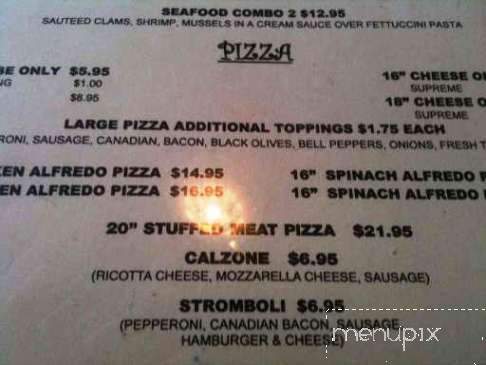 SEAFOOD COMBO 2 $12.95
SAUTEED CLAMS, SHRIMP, MUSSELS IN A CREAM SAUCE OVER FETTUCCINI PASTA
PIZZA
SE ONLY $5.95 16" CHEESE O
NG $1.00 SUPREME
$8.95 18" CHEESE O
SUPREME
LARGE PIZZA ADDITIONAL TOPPINGS $1.75 EACH
RONI, SAUSAGE, CANADIAN, BACON, BLACK OLIVES, BELL PEPPERS, ONIONS, FRESH T
KEN ALFREDO PIZZA $14.95 16" SPINACH ALFREDO P
EN ALFREDO PIZZA $16.95 16" SPINACH ALFREDO
20" STUFFED MEAT PIZZA $21.95
CALZONE $6.95
(RICOTTA CHEESE, MOZZARELLA CHEESE, SAUSAGE)
STROMBOLI $6.95
(PEPPERONI, CANADIAN BACON, SAUSAGE,
HAMBURGER & CHEESE)
menupix